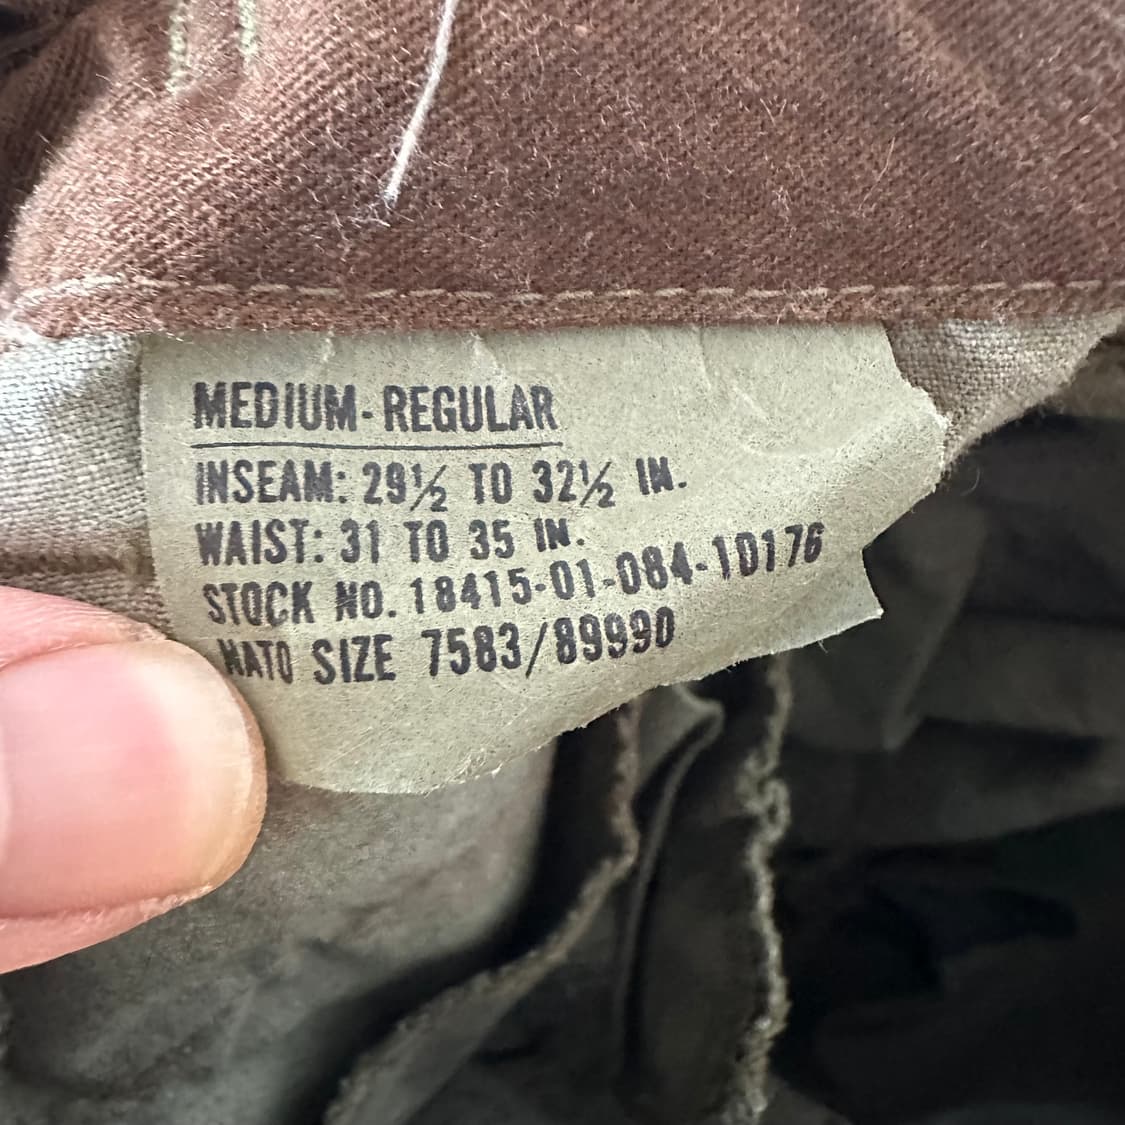 MEDIUM-REGULAR
INSEAM: 29½ TO 32½ IN.
WAIST: 31 TO 35 IN.
STOCK NO. 18415-01-084-10176
NATO SIZE 7583/89990